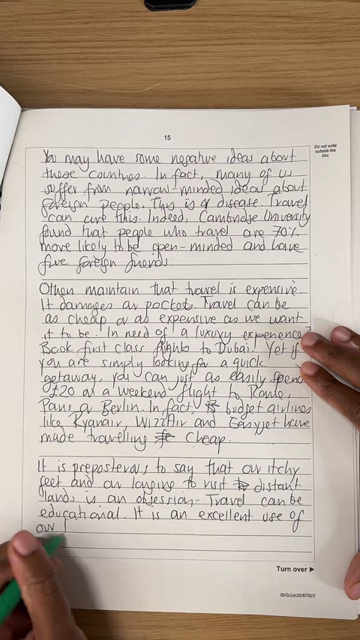 15
Do not write
outside the
box
You may have some negative ideas about
these countries. In fact, many of us
suffer from narrow-minded ideas about
foreign people. This is a disease. Travel
can cure this. Indeed, Cambridge University
found that people who travel are 70%
more likely to be open-minded and have
five foreign friends.
Others maintain that travel is expensive.
It damages our pockets. Travel can be
as cheap or as expensive as we want
it to be. In need of a luxury experience?
Book first class flights to Dubai. Yet if
you are simply looking for a quick
getaway, you can just as easily spend
£20 on a weekend flight to Rome,
Paris or Berlin. In fact, budget airlines
like Ryanair, WizzAir and Easyjet have
made travelling cheap.
It is preposterous to say that our itchy
feet and our longing to visit distant
lands is an obsession. Travel can be
educational. It is an excellent use of
our
Turn over ►
IB/G/Jun20/8700/2